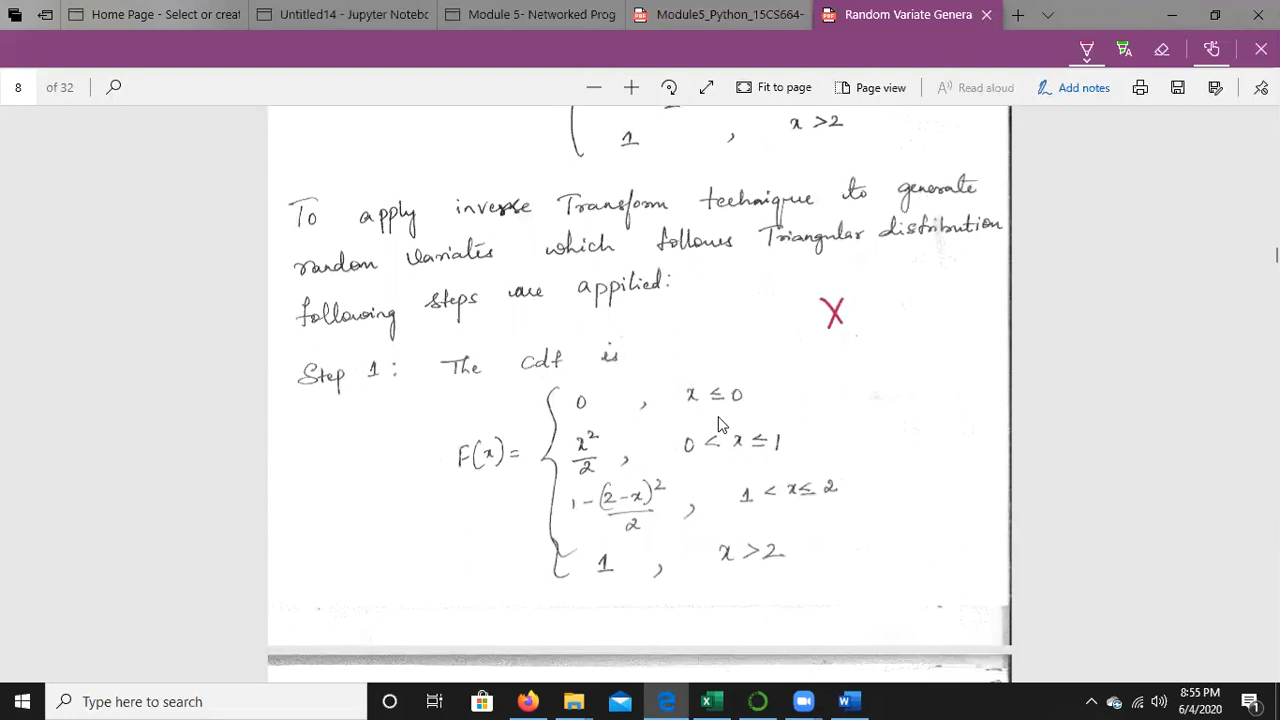 Home Page - Select or creat
Untitled14 - Jupyter Notebo
Module 5- Networked Prog
Module5_Python_15CS664-
Random Variate Genera
8 of 32
Fit to page
Page view
Read aloud
Add notes
1 , x >2
To apply inverse Transform technique to generate
random Variates which follows Triangular distribution
following steps are appilied:
X
Step 1: The cdf is
F(x)= { 0 , x ≤ 0
x²/2 , 0 < x ≤ 1
1-(2-x)²/2 , 1 < x ≤ 2
1 , x >2
Type here to search
8:55 PM
6/4/2020